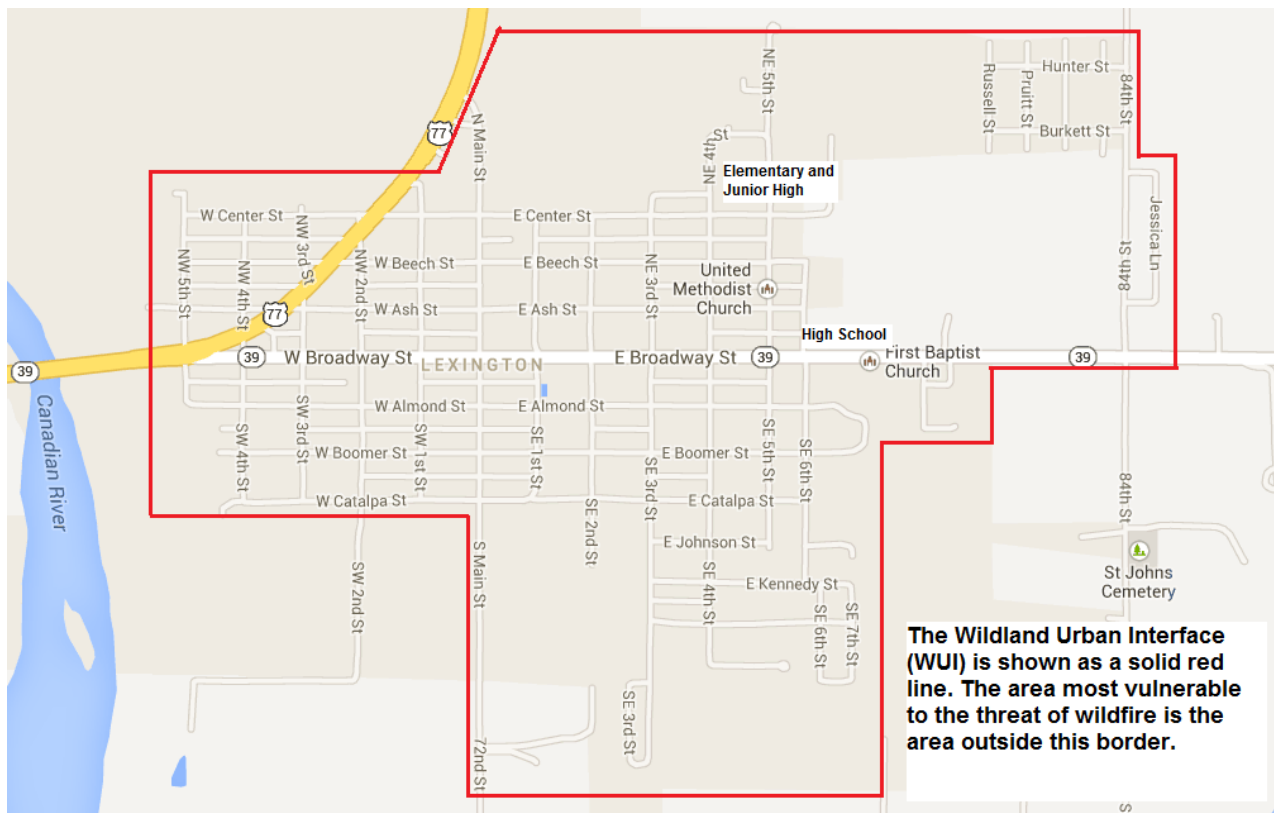 Hunter St
Russell St
Pruitt St
84th St
NE 5th St
77
N Main St
Burkett St
St
NE 4th
Elementary and
Junior High
W Center St
E Center St
Jessica Ln
NW 3rd St
NW 5th St
NW 4th St
NW 2nd St
W Beech St
E Beech St
NE 3rd St
84th St
United
Methodist
Church
77
W Ash St
E Ash St
High School
39
W Broadway St
LEXINGTON
E Broadway St
39
First Baptist
Church
39
39
Canadian River
W Almond St
E Almond St
SW 4th St
SW 3rd St
SW 1st St
SE 1st St
SE 5th St
SE 6th St
W Boomer St
E Boomer St
SE 3rd St
W Catalpa St
E Catalpa St
SE 2nd St
84th St
E Johnson St
S Main St
SW 2nd St
SE 4th St
E Kennedy St
SE 6th St
SE 7th St
St Johns
Cemetery
The Wildland Urban Interface
(WUI) is shown as a solid red
line. The area most vulnerable
to the threat of wildfire is the
area outside this border.
SE 3rd St
72nd St
S